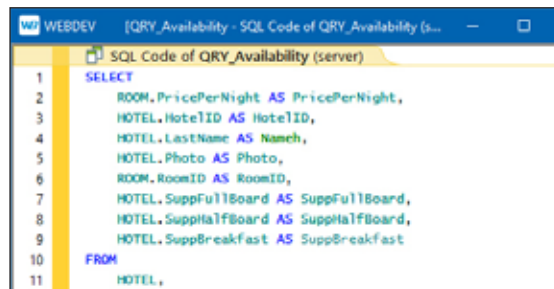 WEBDEV [QRY_Availability - SQL Code of QRY_Availability (s...
SQL Code of QRY_Availability (server)
1 SELECT
2 ROOM.PricePerNight AS PricePerNight,
3 HOTEL.HotelID AS HotelID,
4 HOTEL.LastName AS Nameh,
5 HOTEL.Photo AS Photo,
6 ROOM.RoomID AS RoomID,
7 HOTEL.SuppFullBoard AS SuppFullBoard,
8 HOTEL.SuppHalfBoard AS SuppHalfBoard,
9 HOTEL.SuppBreakfast AS SuppBreakfast
10 FROM
11 HOTEL,